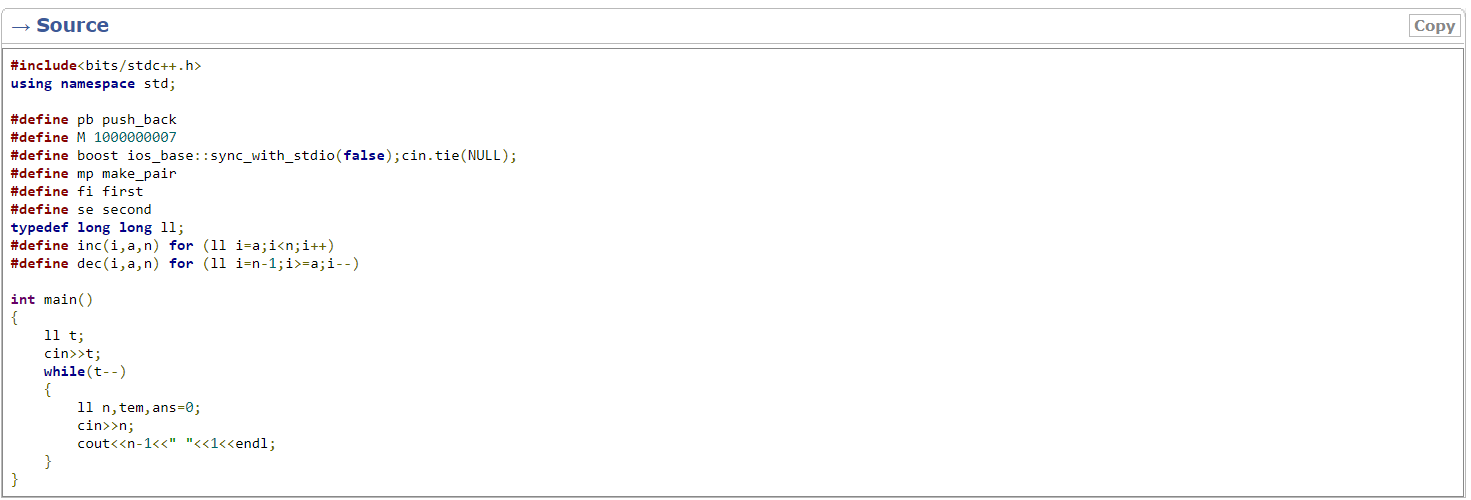 → Source
Copy
#include<bits/stdc++.h>
using namespace std;
#define pb push_back
#define M 1000000007
#define boost ios_base::sync_with_stdio(false);cin.tie(NULL);
#define mp make_pair
#define fi first
#define se second
typedef long long ll;
#define inc(i,a,n) for (ll i=a;i<n;i++)
#define dec(i,a,n) for (ll i=n-1;i>=a;i--)
int main()
{
    ll t;
    cin>>t;
    while(t--)
    {
        ll n,tem,ans=0;
        cin>>n;
        cout<<n-1<<" "<<1<<endl;
    }
}